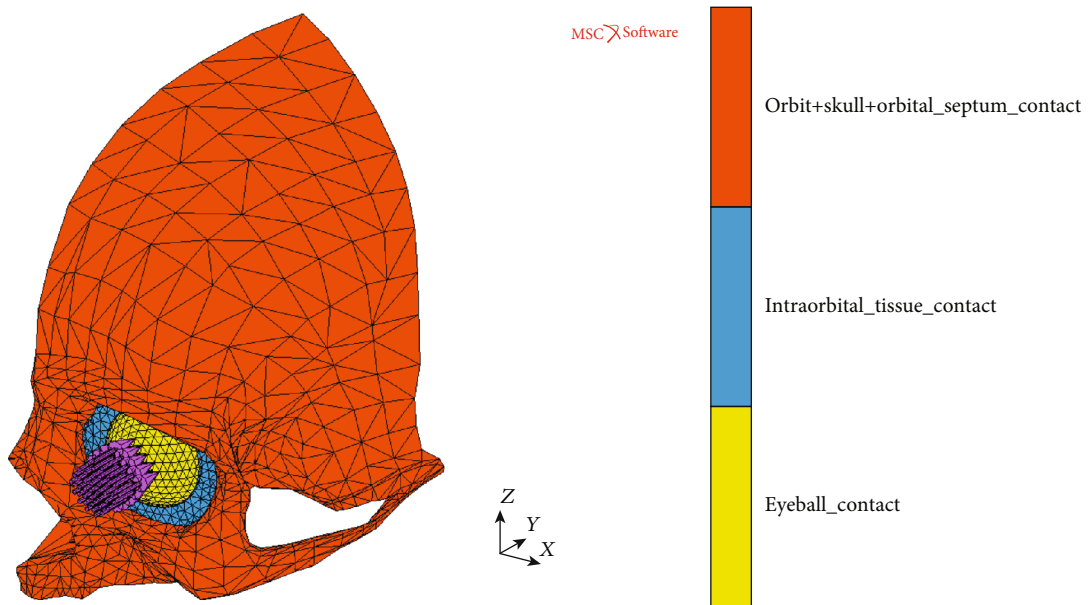 MSC Software
Orbit+skull+orbital_septum_contact
Intraorbital_tissue_contact
Eyeball_contact
Z
Y
X